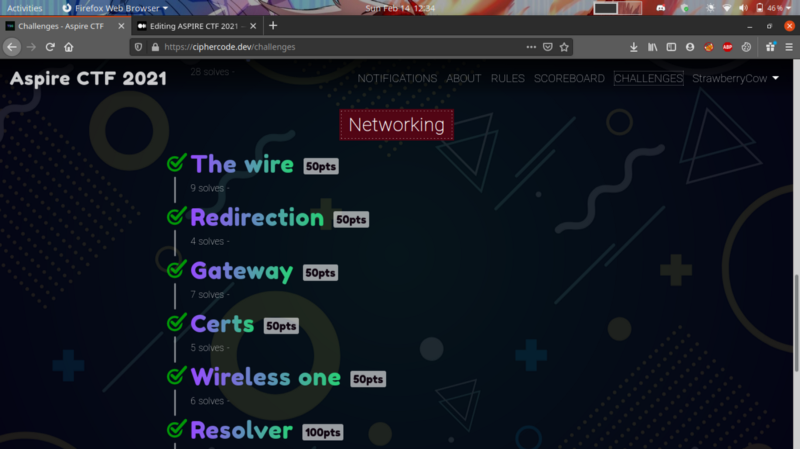 Activities Firefox Web Browser Sun Feb 14 12:34 46%
Challenges - Aspire CTF Editing ASPIRE CTF 2021 –
https://ciphercode.dev/challenges
28 solves -
Aspire CTF 2021 NOTIFICATIONS ABOUT RULES SCOREBOARD CHALLENGES StrawberryCow
Networking
The wire 50pts
9 solves -
Redirection 50pts
4 solves -
Gateway 50pts
7 solves -
Certs 50pts
5 solves -
Wireless one 50pts
6 solves -
Resolver 100pts